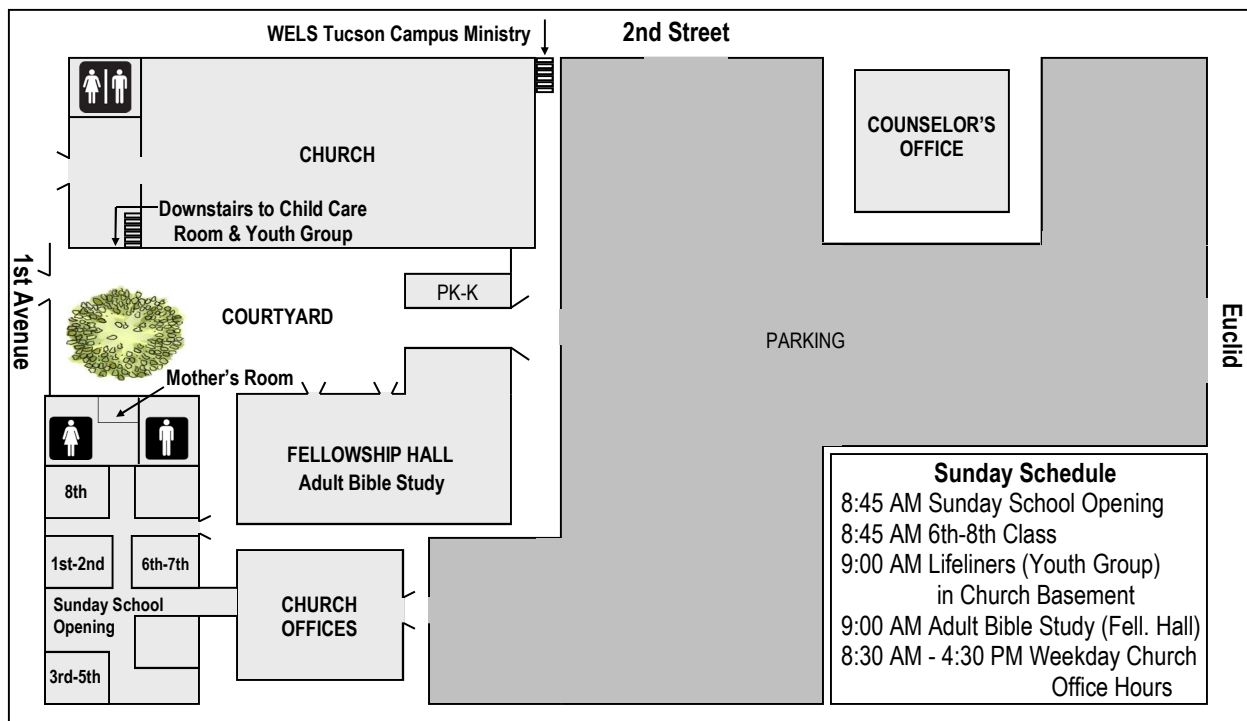 WELS Tucson Campus Ministry
2nd Street
CHURCH
COUNSELOR'S
OFFICE
Downstairs to Child Care
Room & Youth Group
1st Avenue
PK-K
COURTYARD
PARKING
Euclid
Mother's Room
FELLOWSHIP HALL
Adult Bible Study
8th
1st-2nd
6th-7th
Sunday School
Opening
CHURCH
OFFICES
3rd-5th
Sunday Schedule
8:45 AM Sunday School Opening
8:45 AM 6th-8th Class
9:00 AM Lifeliners (Youth Group)
in Church Basement
9:00 AM Adult Bible Study (Fell. Hall)
8:30 AM - 4:30 PM Weekday Church
Office Hours